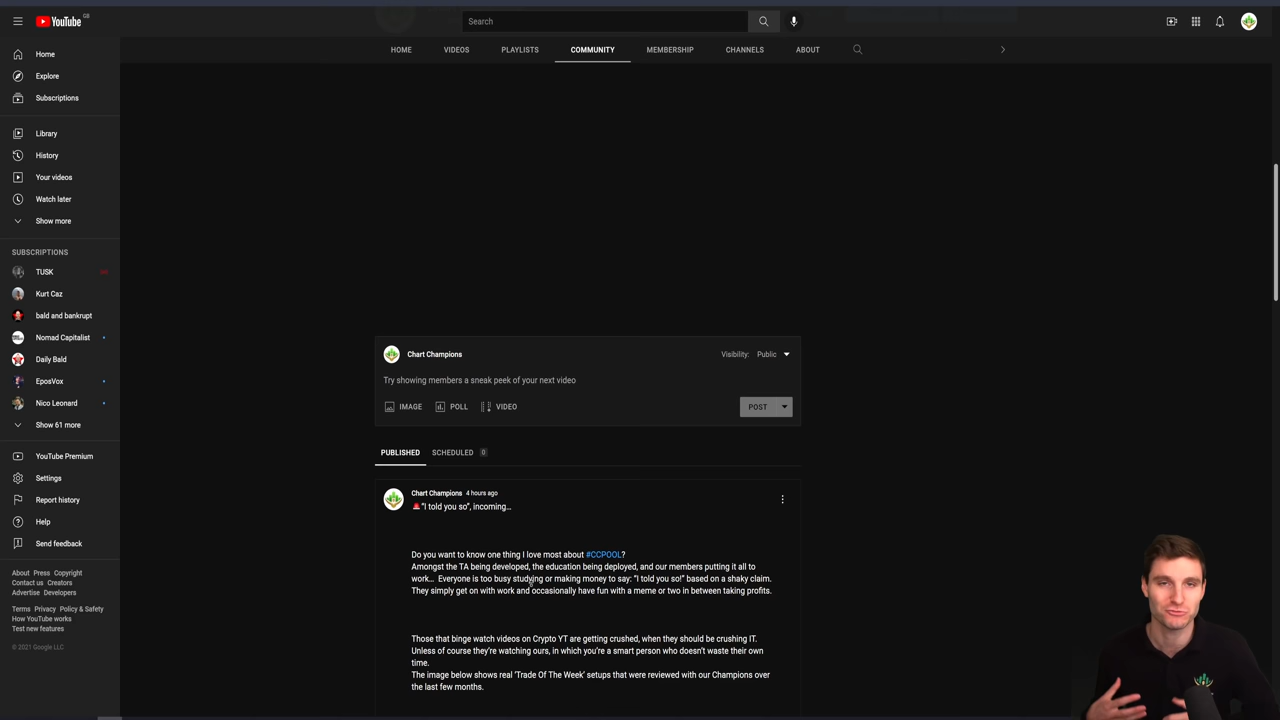 YouTube GB
Search
HOME VIDEOS PLAYLISTS COMMUNITY MEMBERSHIP CHANNELS ABOUT
Home
Explore
Subscriptions
Library
History
Your videos
Watch later
Show more
SUBSCRIPTIONS
TUSK
Kurt Caz
bald and bankrupt
Nomad Capitalist
Daily Bald
EposVox
Nico Leonard
Show 61 more
YouTube Premium
Settings
Report history
Help
Send feedback
About Press Copyright
Contact us Creators
Advertise Developers
Terms Privacy Policy & Safety
How YouTube works
Test new features
© 2021 Google LLC
Chart Champions
Visibility: Public
Try showing members a sneak peek of your next video
IMAGE POLL VIDEO
POST
PUBLISHED SCHEDULED 0
Chart Champions 4 hours ago
🚨"I told you so", incoming...
Do you want to know one thing I love most about #CCPOOL?
Amongst the TA being developed, the education being deployed, and our members putting it all to
work... Everyone is too busy studying or making money to say: "I told you so!" based on a shaky claim.
They simply get on with work and occasionally have fun with a meme or two in between taking profits.
Those that binge watch videos on Crypto YT are getting crushed, when they should be crushing IT.
Unless of course they're watching ours, in which you're a smart person who doesn't waste their own
time.
The image below shows real 'Trade Of The Week' setups that were reviewed with our Champions over
the last few months.